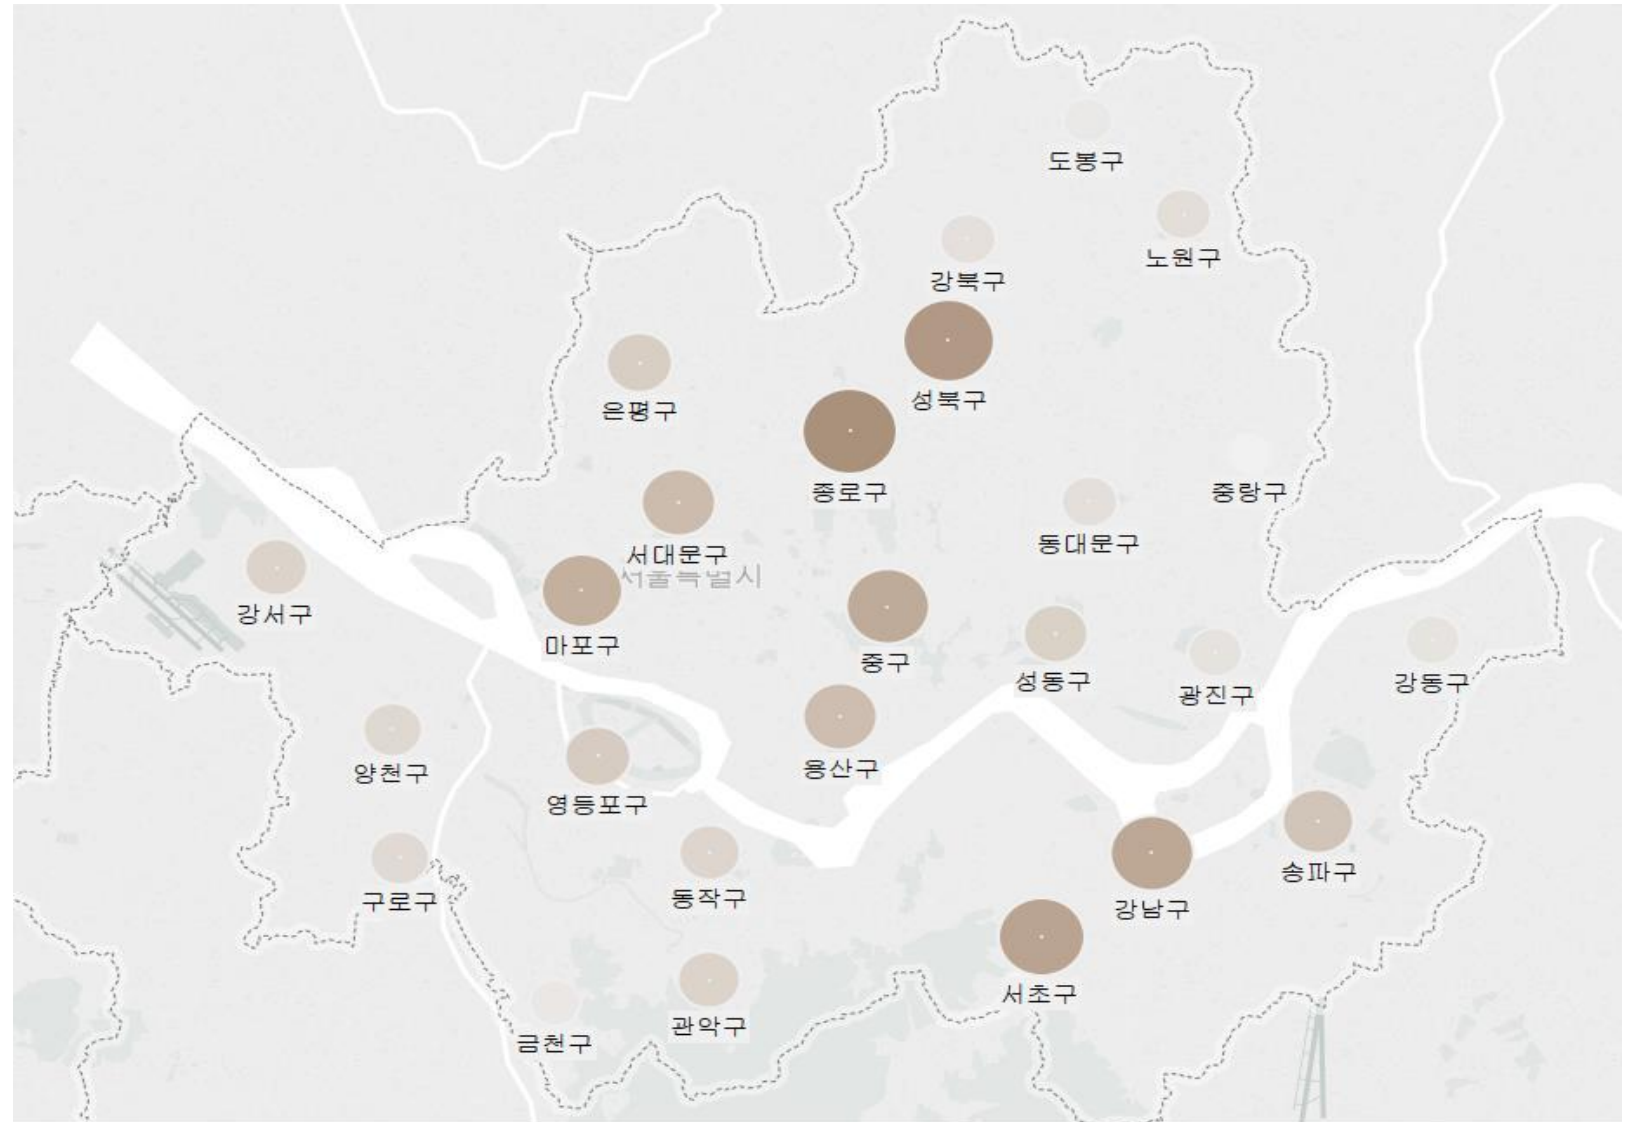 도봉구
노원구
강북구
성북구
은평구
종로구
중랑구
동대문구
서대문구
서울특별시
강서구
마포구
중구
성동구
강동구
광진구
용산구
양천구
영등포구
송파구
동작구
구로구
강남구
서초구
관악구
금천구